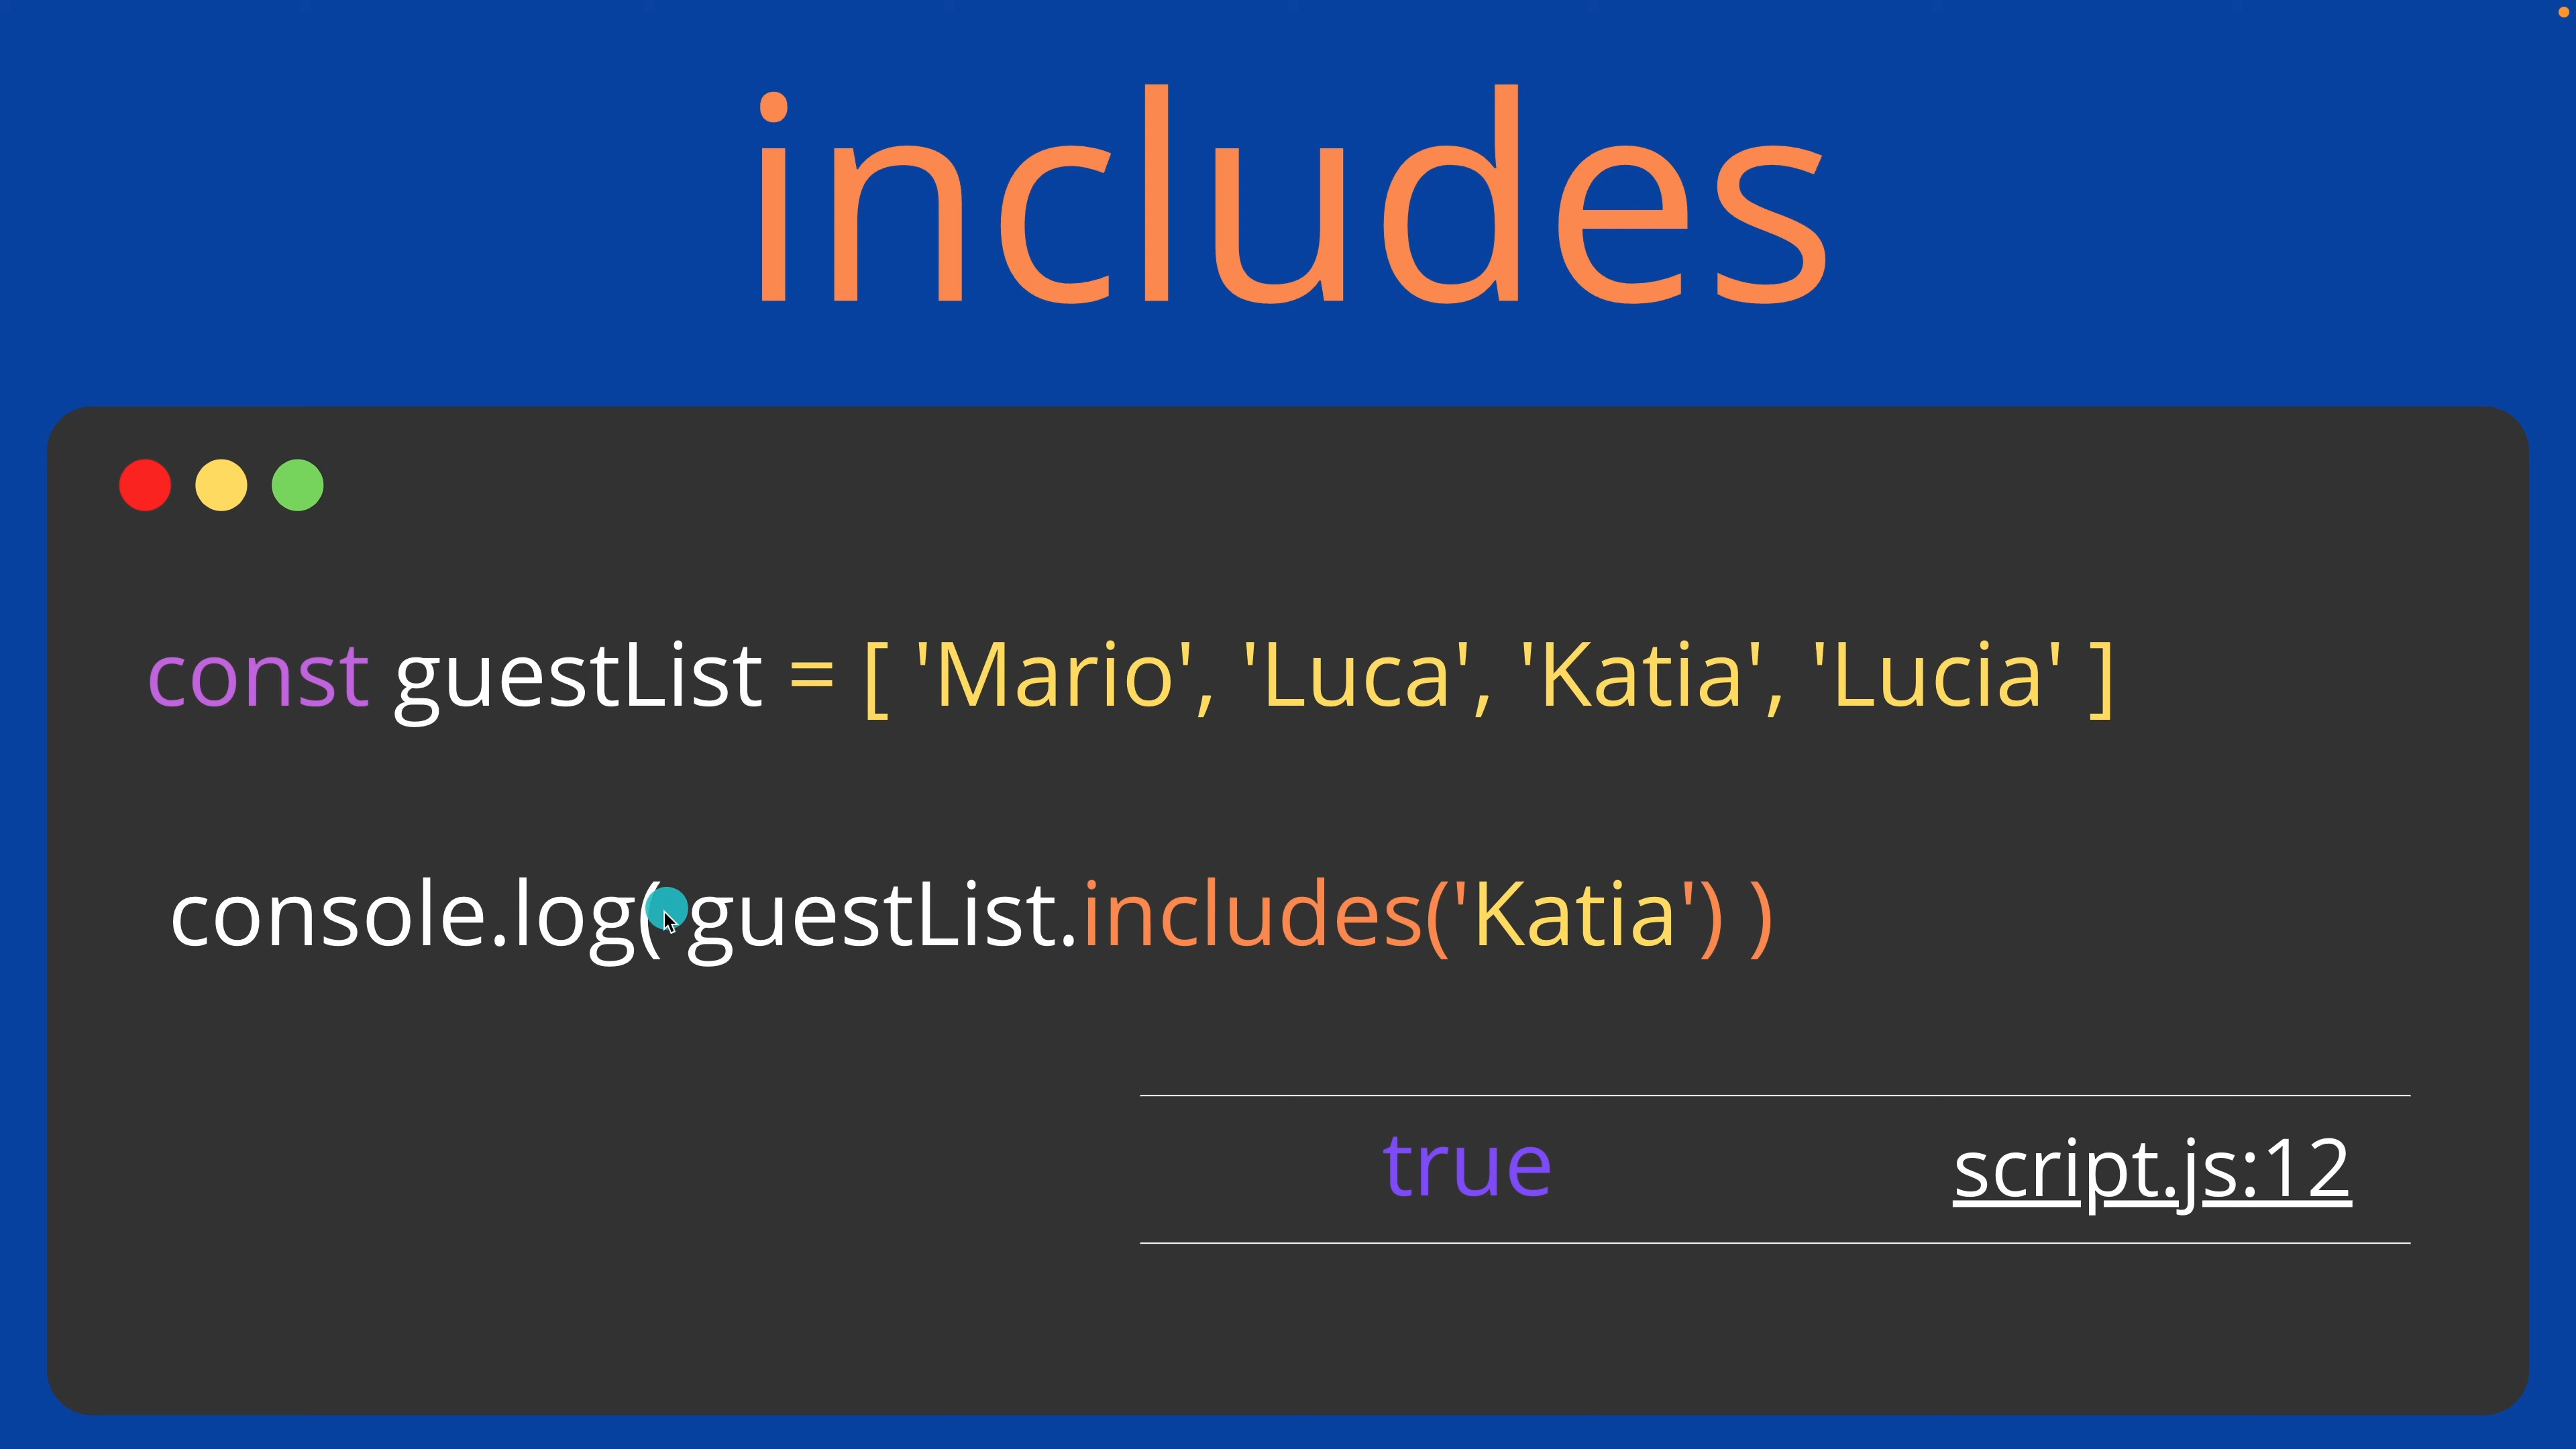 includes
const guestList = [ 'Mario', 'Luca', 'Katia', 'Lucia' ]
console.log( guestList.includes('Katia') )
true script.js:12